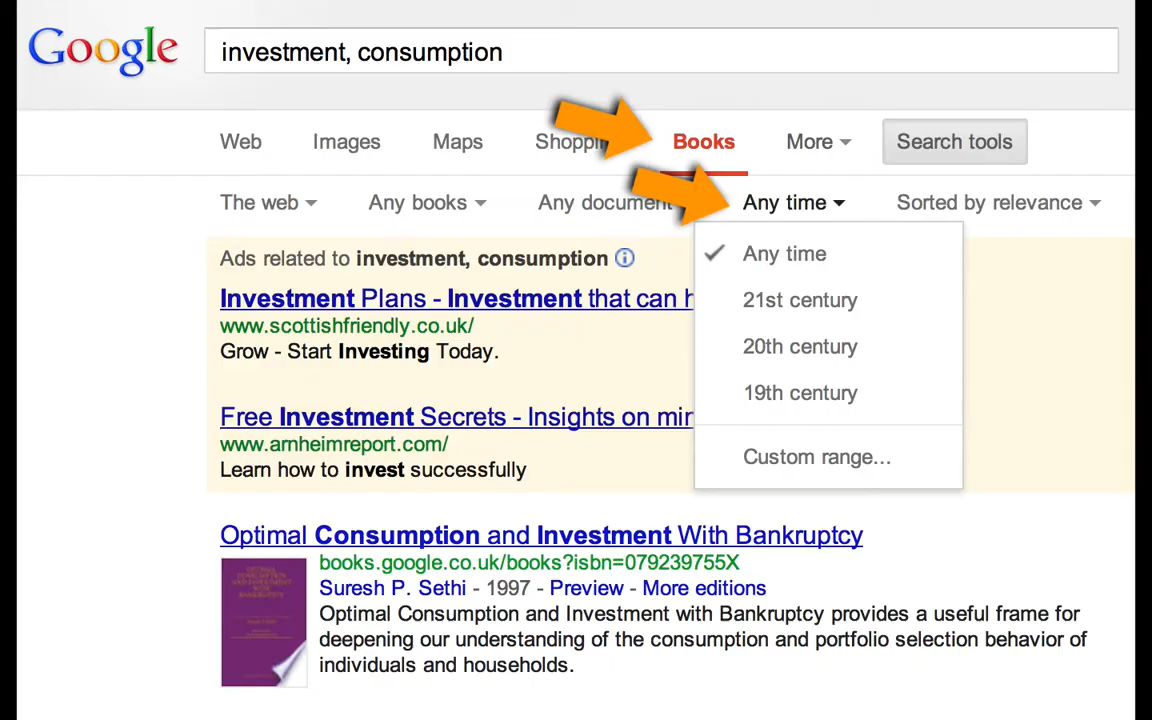 Google
investment, consumption
Web Images Maps Books More Search tools
The web Any books Any document Any time Sorted by relevance
Any time
21st century
20th century
19th century
Custom range...
Ads related to investment, consumption
Investment Plans - Investment that can
www.scottishfriendly.co.uk/
Grow - Start Investing Today.
Free Investment Secrets - Insights on
www.arnheimreport.com/
Learn how to invest successfully
Optimal Consumption and Investment With Bankruptcy
books.google.co.uk/books?isbn=079239755X
Suresh P. Sethi - 1997 - Preview - More editions
Optimal Consumption and Investment with Bankruptcy provides a useful frame for
deepening our understanding of the consumption and portfolio selection behavior of
individuals and households.